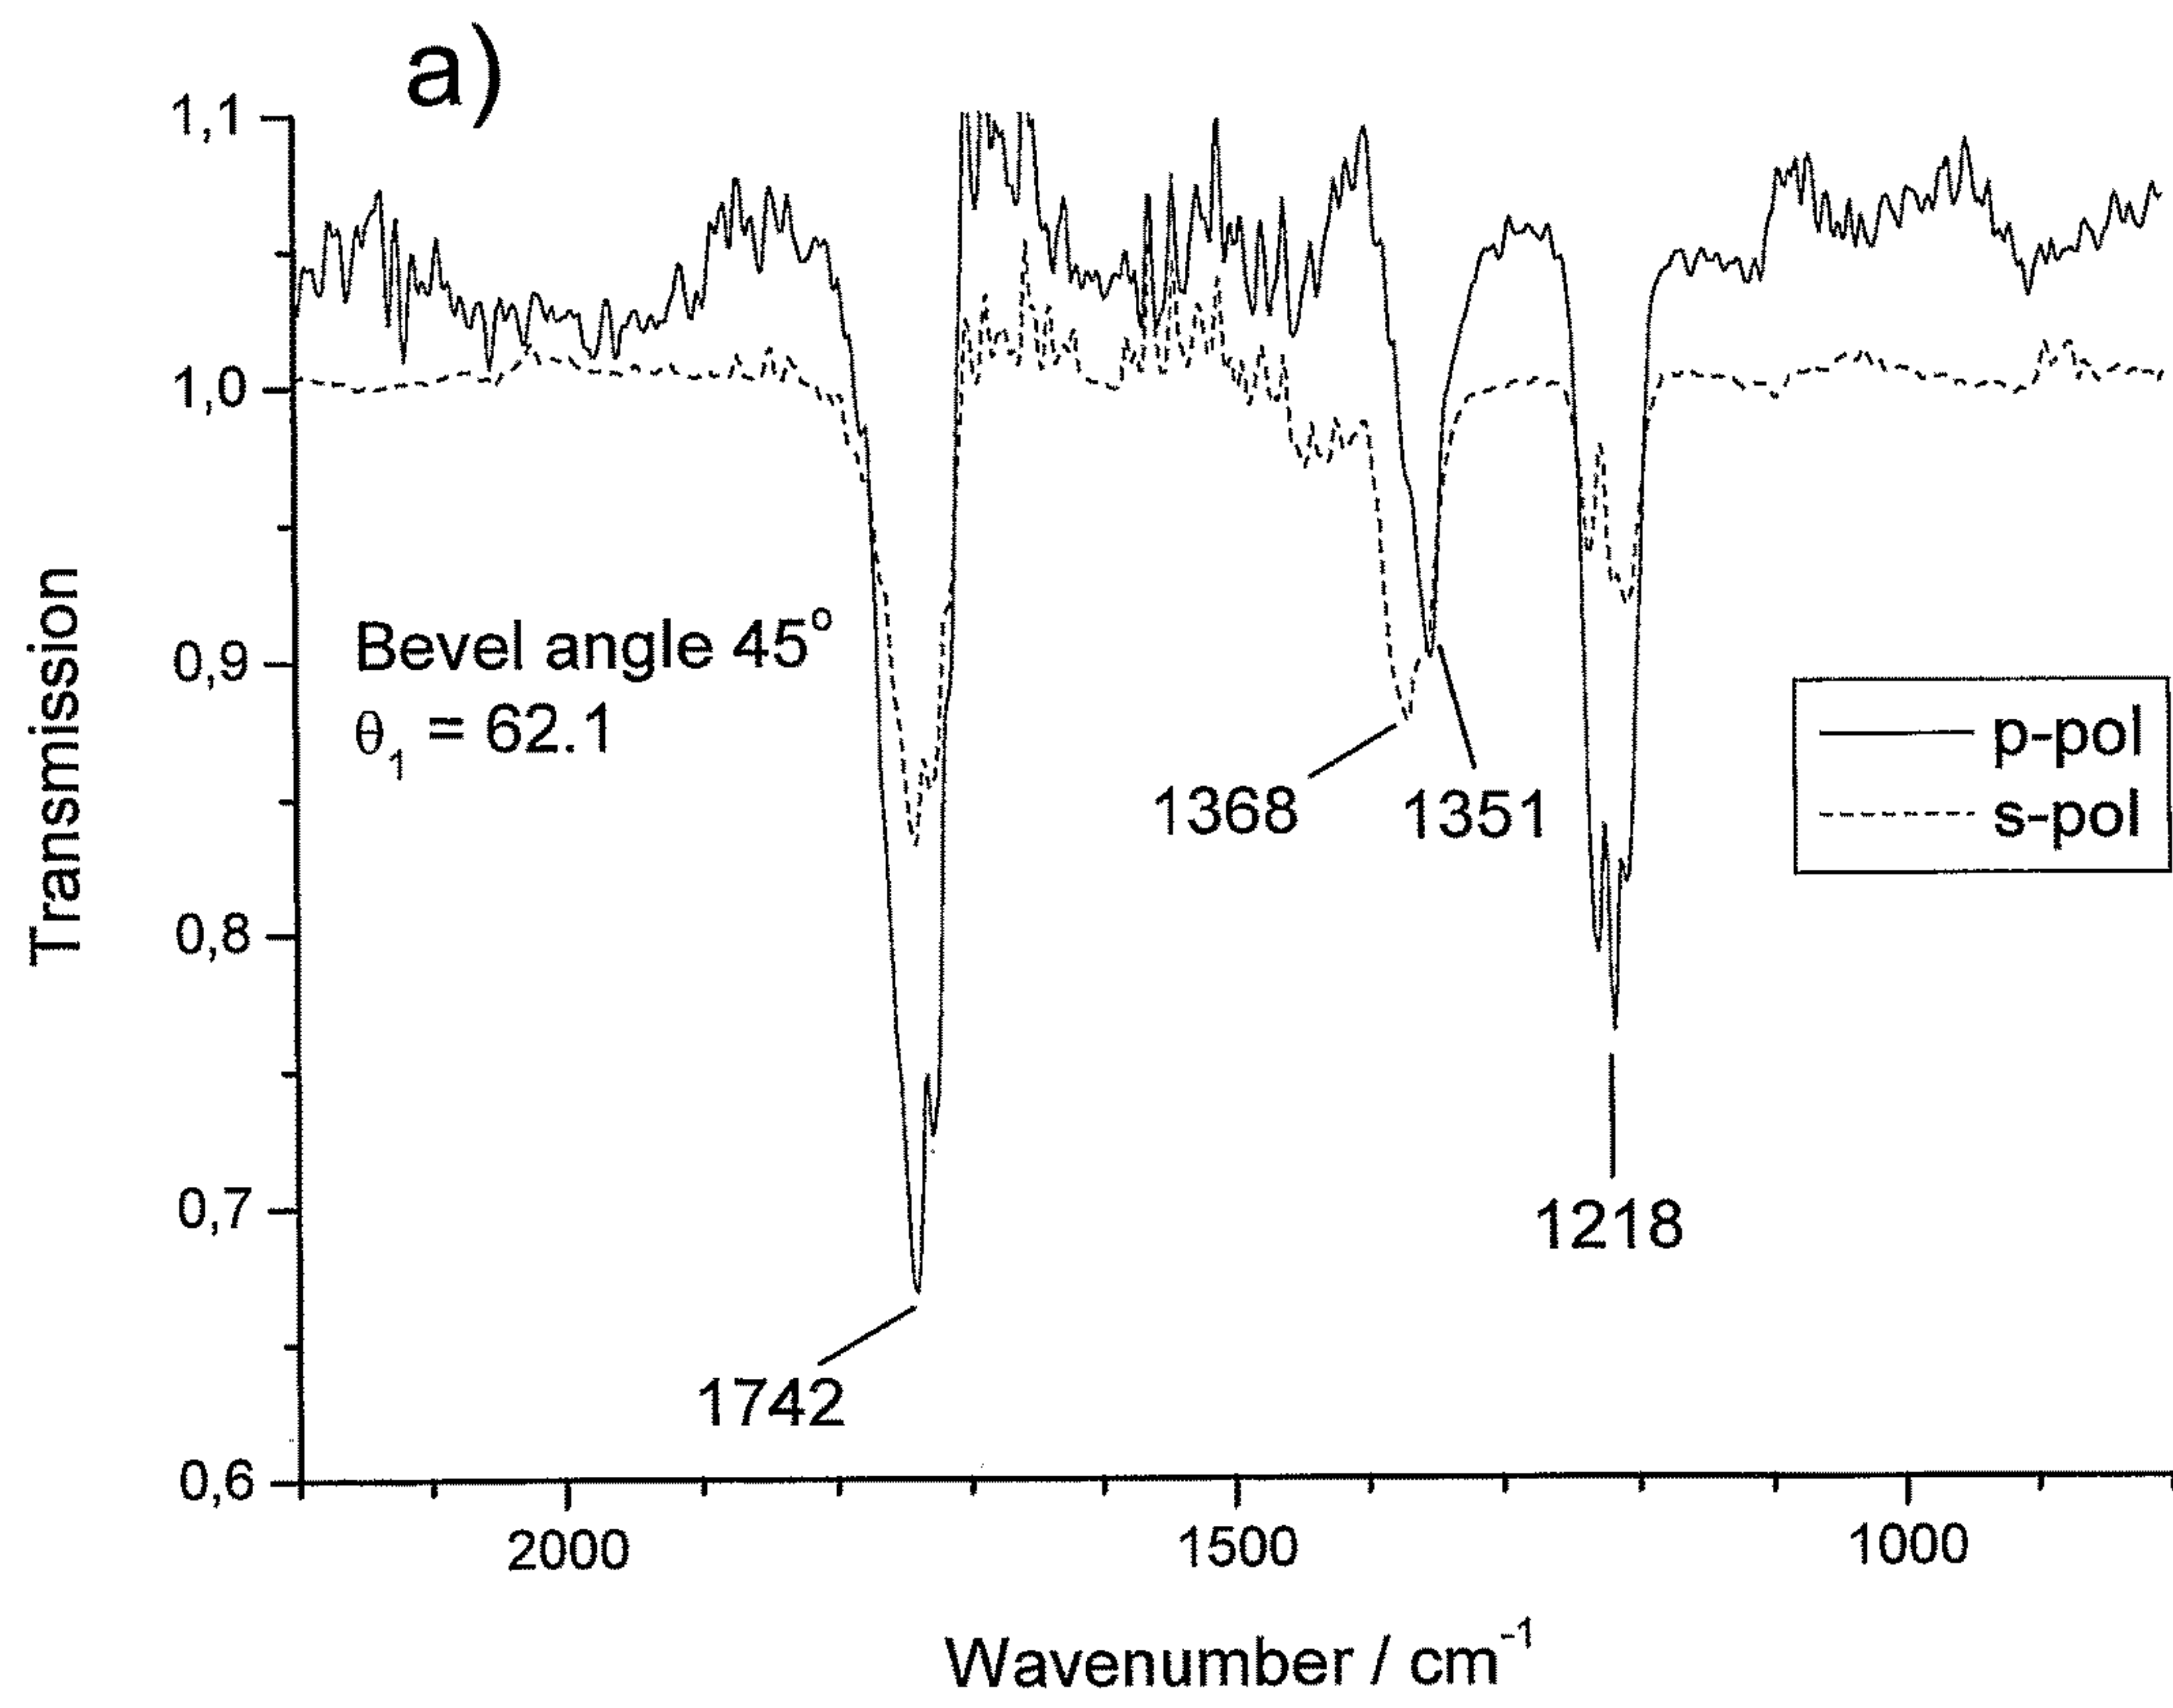 a)
1,1
1,0
0,9
0,8
0,7
0,6
Transmission
Bevel angle 45°
θ₁ = 62.1
1368
1351
p-pol
s-pol
1218
1742
2000
1500
1000
Wavenumber / cm⁻¹